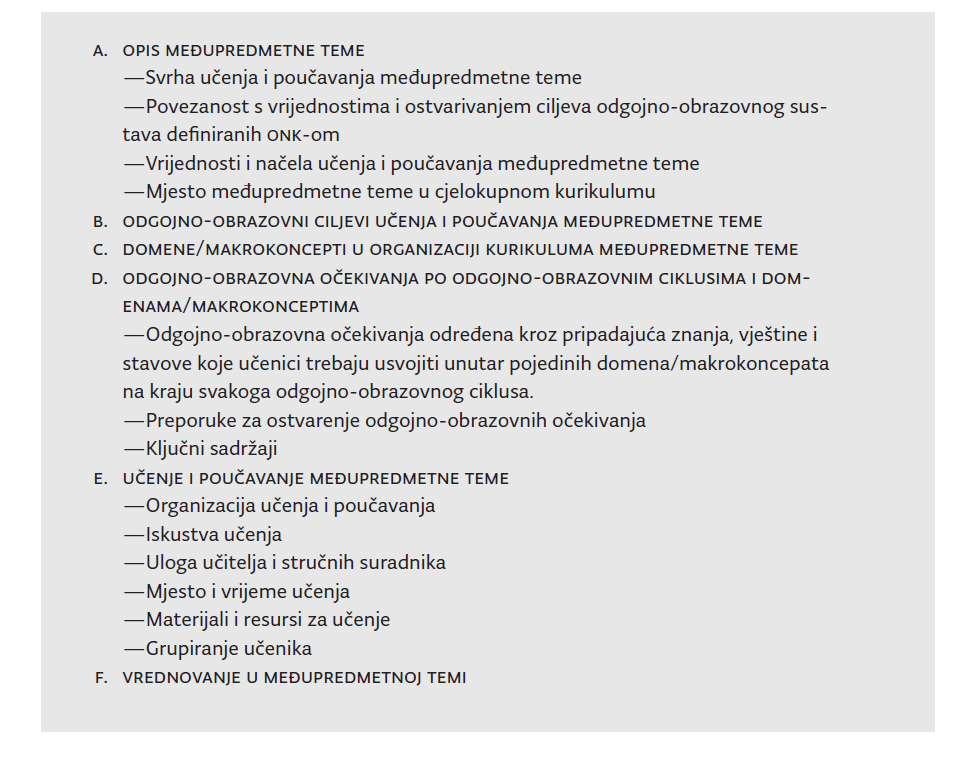 A. OPIS MEĐUPREDMETNE TEME
—Svrha učenja i poučavanja međupredmetne teme
—Povezanost s vrijednostima i ostvarivanjem ciljeva odgojno-obrazovnog sus-
tava definiranih ONK-om
—Vrijednosti i načela učenja i poučavanja međupredmetne teme
—Mjesto međupredmetne teme u cjelokupnom kurikulumu
B. ODGOJNO-OBRAZOVNI CILJEVI UČENJA I POUČAVANJA MEĐUPREDMETNE TEME
C. DOMENE/MAKROKONCEPTI U ORGANIZACIJI KURIKULUMA MEĐUPREDMETNE TEME
D. ODGOJNO-OBRAZOVNA OČEKIVANJA PO ODGOJNO-OBRAZOVNIM CIKLUSIMA I DOM-
ENAMA/MAKROKONCEPTIMA
—Odgojno-obrazovna očekivanja određena kroz pripadajuća znanja, vještine i
stavove koje učenici trebaju usvojiti unutar pojedinih domena/makrokoncepata
na kraju svakoga odgojno-obrazovnog ciklusa.
—Preporuke za ostvarenje odgojno-obrazovnih očekivanja
—Ključni sadržaji
E. UČENJE I POUČAVANJE MEĐUPREDMETNE TEME
—Organizacija učenja i poučavanja
—Iskustva učenja
—Uloga učitelja i stručnih suradnika
—Mjesto i vrijeme učenja
—Materijali i resursi za učenje
—Grupiranje učenika
F. VREDNOVANJE U MEĐUPREDMETNOJ TEMI